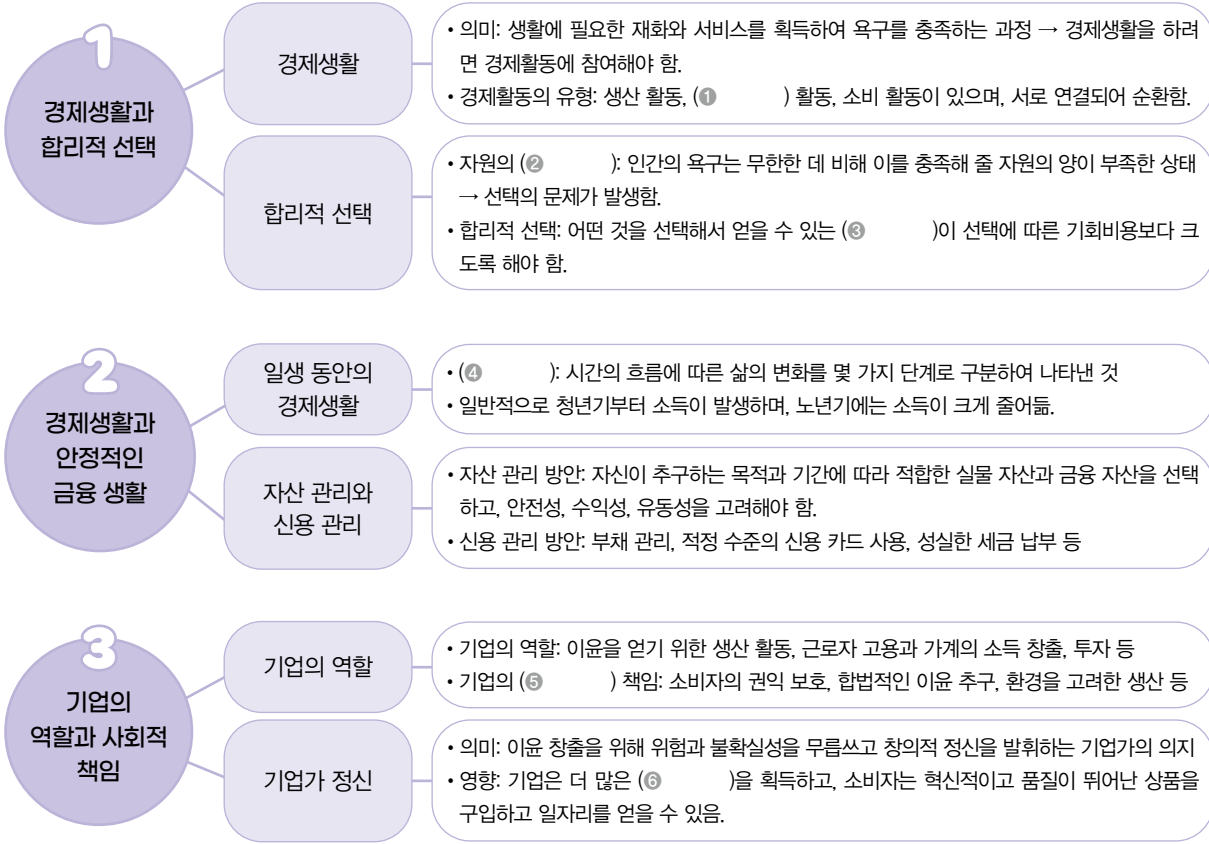 1
경제생활과
합리적 선택
경제생활
• 의미: 생활에 필요한 재화와 서비스를 획득하여 욕구를 충족하는 과정 → 경제생활을 하려
면 경제활동에 참여해야 함.
• 경제활동의 유형: 생산 활동, (❶ ) 활동, 소비 활동이 있으며, 서로 연결되어 순환함.
합리적 선택
• 자원의 (❷ ): 인간의 욕구는 무한한 데 비해 이를 충족해 줄 자원의 양이 부족한 상태
→ 선택의 문제가 발생함.
• 합리적 선택: 어떤 것을 선택해서 얻을 수 있는 (❸ )이 선택에 따른 기회비용보다 크
도록 해야 함.
2
경제생활과
안정적인
금융 생활
일생 동안의
경제생활
• (❹ ): 시간의 흐름에 따른 삶의 변화를 몇 가지 단계로 구분하여 나타낸 것
• 일반적으로 청년기부터 소득이 발생하며, 노년기에는 소득이 크게 줄어듦.
자산 관리와
신용 관리
• 자산 관리 방안: 자신이 추구하는 목적과 기간에 따라 적합한 실물 자산과 금융 자산을 선택
하고, 안전성, 수익성, 유동성을 고려해야 함.
• 신용 관리 방안: 부채 관리, 적정 수준의 신용 카드 사용, 성실한 세금 납부 등
3
기업의
역할과 사회적
책임
기업의 역할
• 기업의 역할: 이윤을 얻기 위한 생산 활동, 근로자 고용과 가계의 소득 창출, 투자 등
• 기업의 (❺ ) 책임: 소비자의 권익 보호, 합법적인 이윤 추구, 환경을 고려한 생산 등
기업가 정신
• 의미: 이윤 창출을 위해 위험과 불확실성을 무릅쓰고 창의적 정신을 발휘하는 기업가의 의지
• 영향: 기업은 더 많은 (❻ )을 획득하고, 소비자는 혁신적이고 품질이 뛰어난 상품을
구입하고 일자리를 얻을 수 있음.